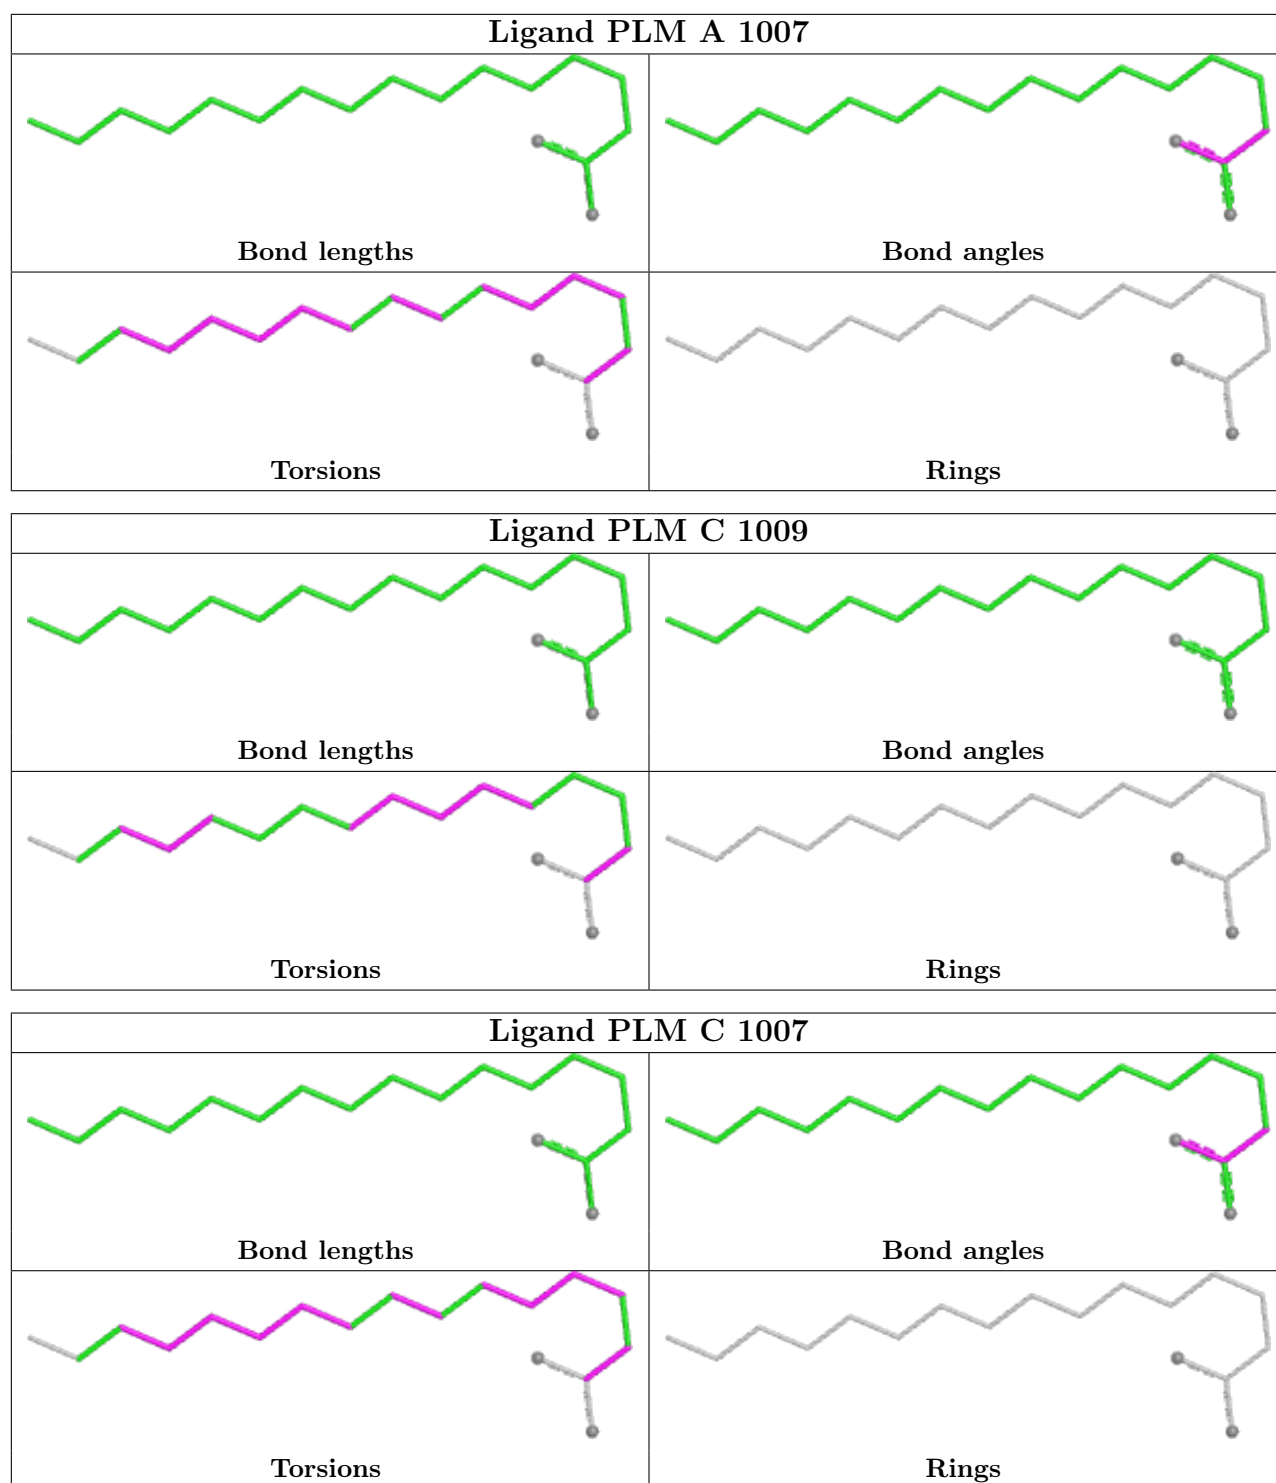 Ligand PLM A 1007
Bond lengths
Bond angles
Torsions
Rings
Ligand PLM C 1009
Bond lengths
Bond angles
Torsions
Rings
Ligand PLM C 1007
Bond lengths
Bond angles
Torsions
Rings